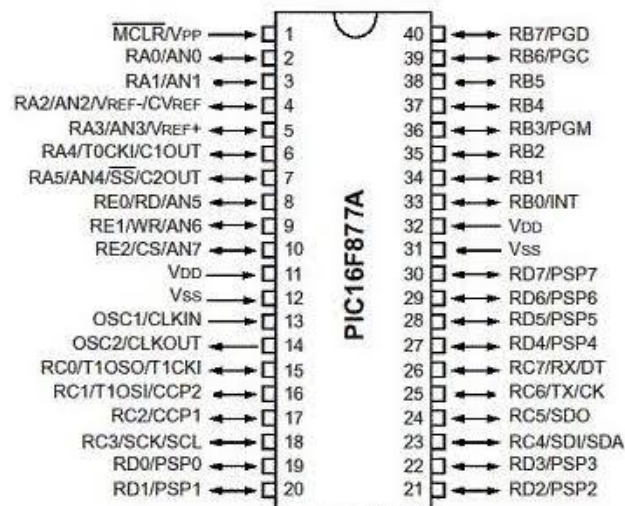 MCLR/VPP 1 40 RB7/PGD
RA0/AN0 2 39 RB6/PGC
RA1/AN1 3 38 RB5
RA2/AN2/VREF-/CVREF 4 37 RB4
RA3/AN3/VREF+ 5 36 RB3/PGM
RA4/T0CKI/C1OUT 6 35 RB2
RA5/AN4/SS/C2OUT 7 34 RB1
RE0/RD/AN5 8 33 RB0/INT
RE1/WR/AN6 9 32 VDD
RE2/CS/AN7 10 31 VSS
VDD 11 30 RD7/PSP7
VSS 12 29 RD6/PSP6
OSC1/CLKIN 13 28 RD5/PSP5
OSC2/CLKOUT 14 27 RD4/PSP4
RC0/T1OSO/T1CKI 15 26 RC7/RX/DT
RC1/T1OSI/CCP2 16 25 RC6/TX/CK
RC2/CCP1 17 24 RC5/SDO
RC3/SCK/SCL 18 23 RC4/SDI/SDA
RD0/PSP0 19 22 RD3/PSP3
RD1/PSP1 20 21 RD2/PSP2
PIC16F877A